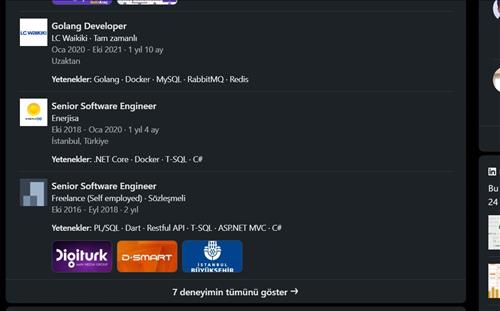 Golang Developer
LC Waikiki · Tam zamanlı
Oca 2020 - Eki 2021 · 1 yıl 10 ay
Uzaktan
Yetenekler: Golang · Docker · MySQL · RabbitMQ · Redis
Senior Software Engineer
Enerjisa
Eki 2018 - Oca 2020 · 1 yıl 4 ay
İstanbul, Türkiye
Yetenekler: .NET Core · Docker · T-SQL · C#
Senior Software Engineer
Freelance (Self employed) · Sözleşmeli
Eki 2016 - Eyl 2018 · 2 yıl
Yetenekler: PL/SQL · Dart · Restful API · T-SQL · ASP.NET MVC · C#
Digiturk
D-SMART
İSTANBUL
BÜYÜKŞEHİR
7 deneyimin tümünü göster →
in
Bu
24